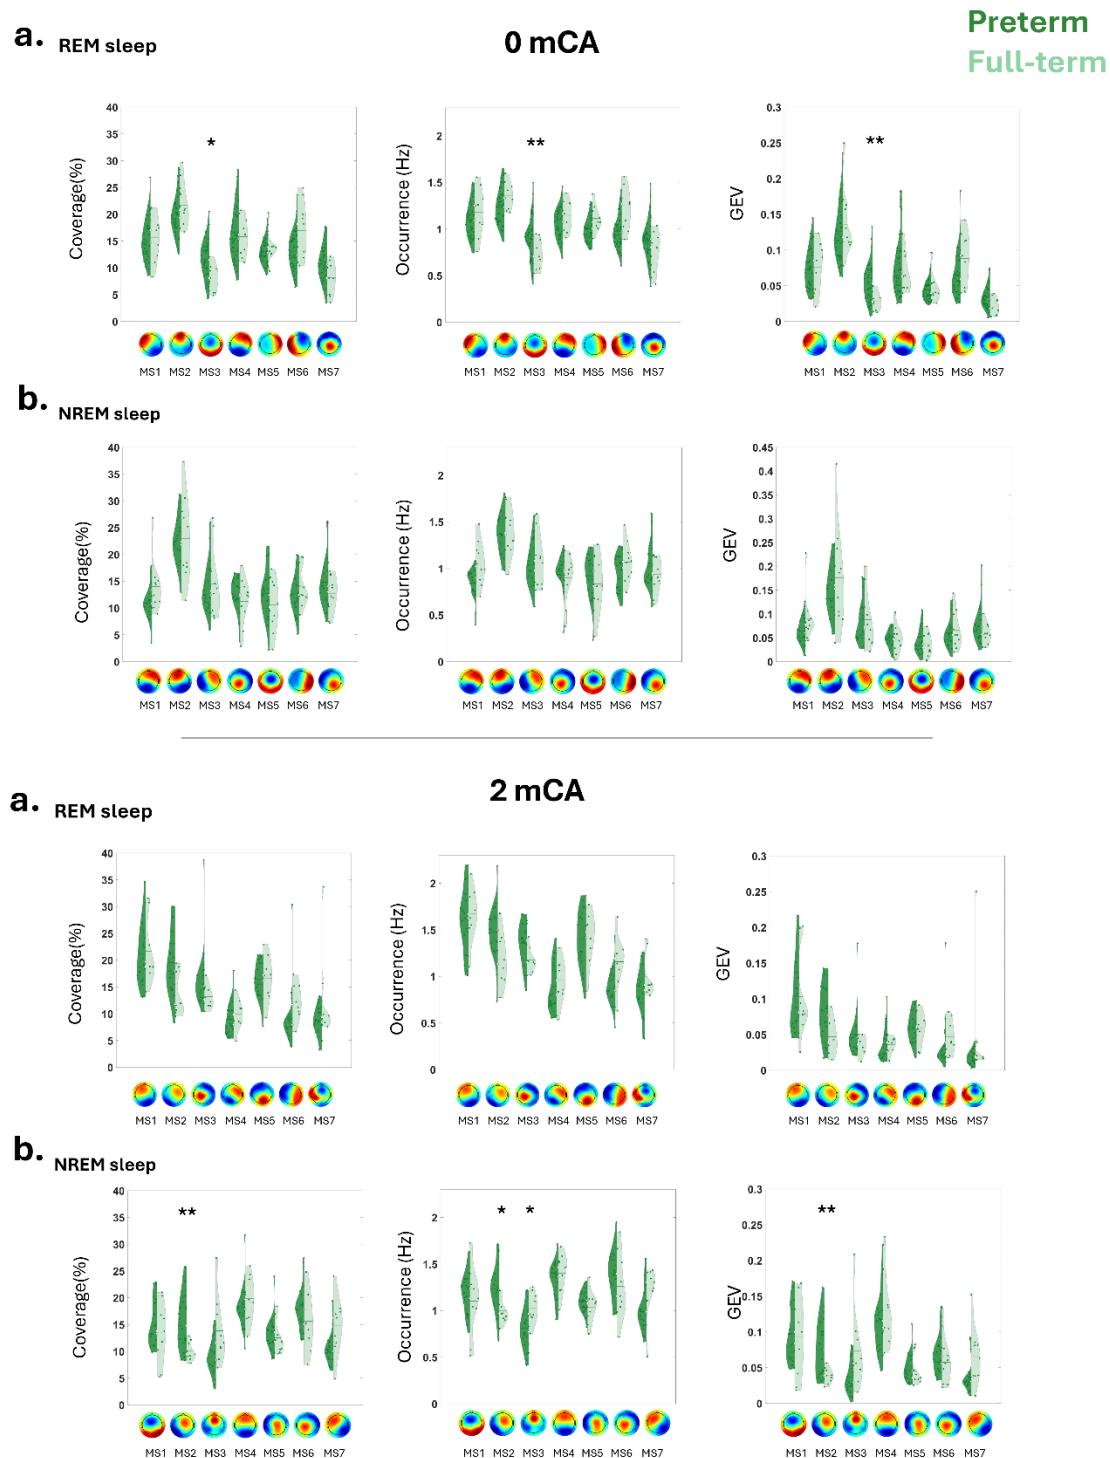 Preterm
Full-term
a. REM sleep
0 mCA
Coverage(%)
40
35
30
25
20
15
10
5
0
*
MS1 MS2 MS3 MS4 MS5 MS6 MS7
Occurrence (Hz)
2
1.5
1
0.5
0
**
MS1 MS2 MS3 MS4 MS5 MS6 MS7
GEV
0.3
0.25
0.2
0.15
0.1
0.05
0
**
MS1 MS2 MS3 MS4 MS5 MS6 MS7
b. NREM sleep
Coverage(%)
40
35
30
25
20
15
10
5
0
MS1 MS2 MS3 MS4 MS5 MS6 MS7
Occurrence (Hz)
2
1.5
1
0.5
0
MS1 MS2 MS3 MS4 MS5 MS6 MS7
GEV
0.45
0.4
0.35
0.3
0.25
0.2
0.15
0.1
0.05
0
MS1 MS2 MS3 MS4 MS5 MS6 MS7
2 mCA
a. REM sleep
Coverage(%)
40
35
30
25
20
15
10
5
0
MS1 MS2 MS3 MS4 MS5 MS6 MS7
Occurrence (Hz)
2
1.5
1
0.5
0
MS1 MS2 MS3 MS4 MS5 MS6 MS7
GEV
0.3
0.25
0.2
0.15
0.1
0.05
0
MS1 MS2 MS3 MS4 MS5 MS6 MS7
b. NREM sleep
Coverage(%)
40
35
30
25
20
15
10
5
0
**
MS1 MS2 MS3 MS4 MS5 MS6 MS7
Occurrence (Hz)
2
1.5
1
0.5
0
* *
MS1 MS2 MS3 MS4 MS5 MS6 MS7
GEV
0.3
0.25
0.2
0.15
0.1
0.05
0
**
MS1 MS2 MS3 MS4 MS5 MS6 MS7